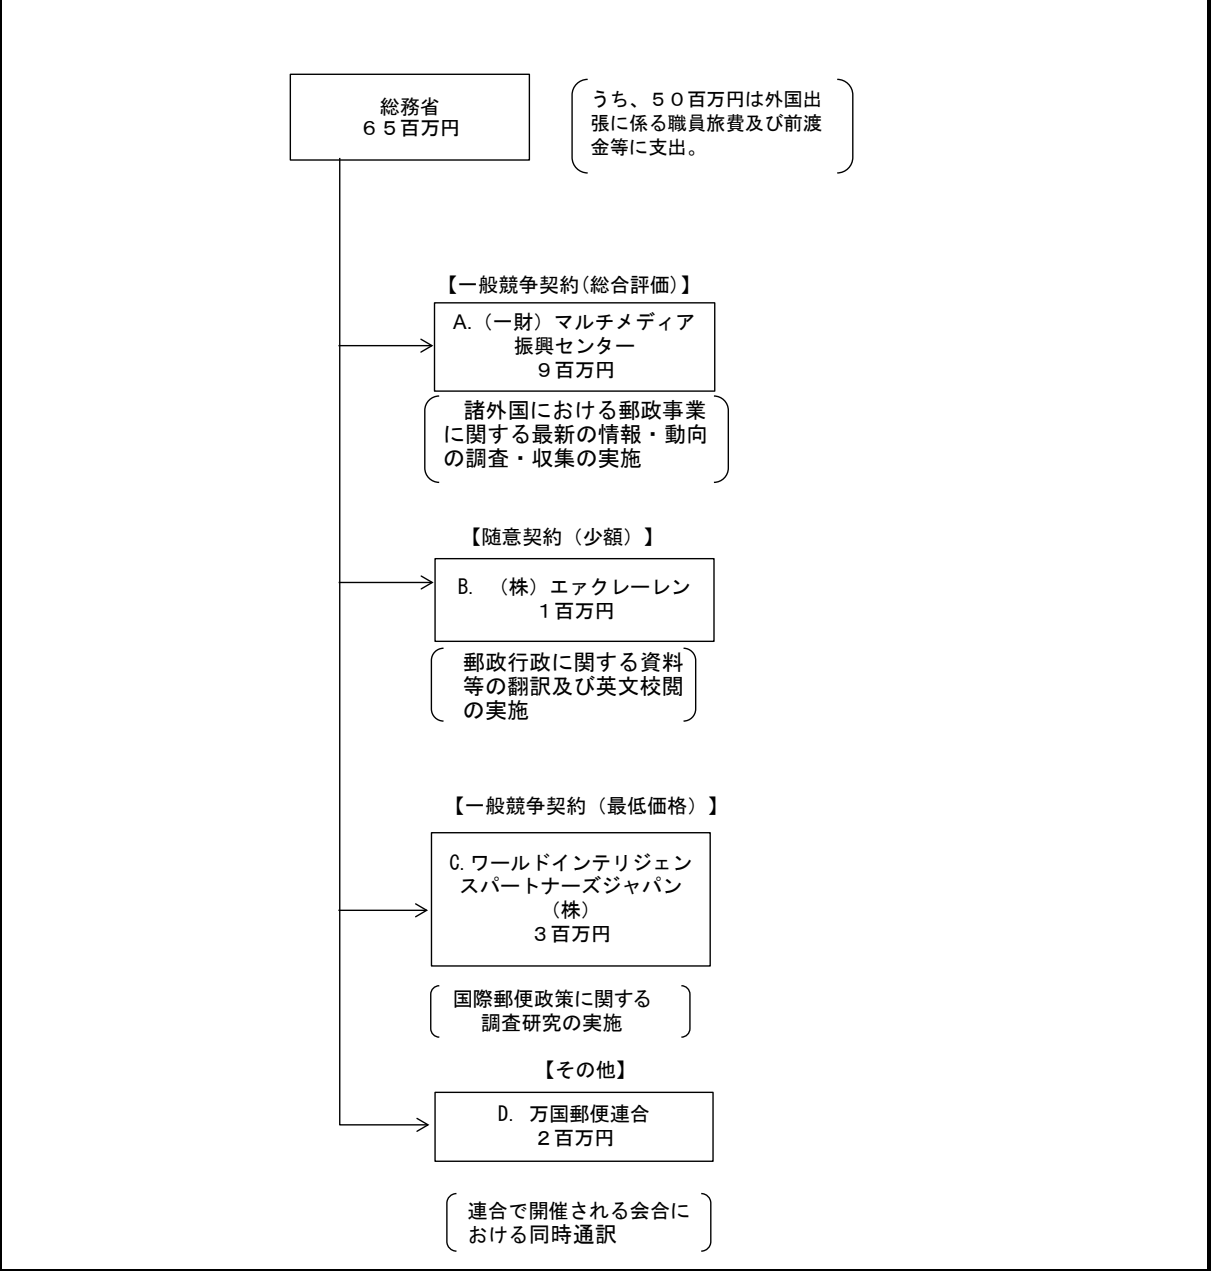 総務省
６５百万円
うち、５０百万円は外国出
張に係る職員旅費及び前渡
金等に支出。
【一般競争契約(総合評価)】
A.（一財）マルチメディア
振興センター
９百万円
諸外国における郵政事業
に関する最新の情報・動向
の調査・収集の実施
【随意契約（少額）】
B.　（株）エァクレーレン
１百万円
郵政行政に関する資料
等の翻訳及び英文校閲
の実施
【一般競争契約（最低価格）】
C.ワールドインテリジェン
スパートナーズジャパン
（株）
３百万円
国際郵便政策に関する
調査研究の実施
【その他】
D.　万国郵便連合
２百万円
連合で開催される会合に
おける同時通訳